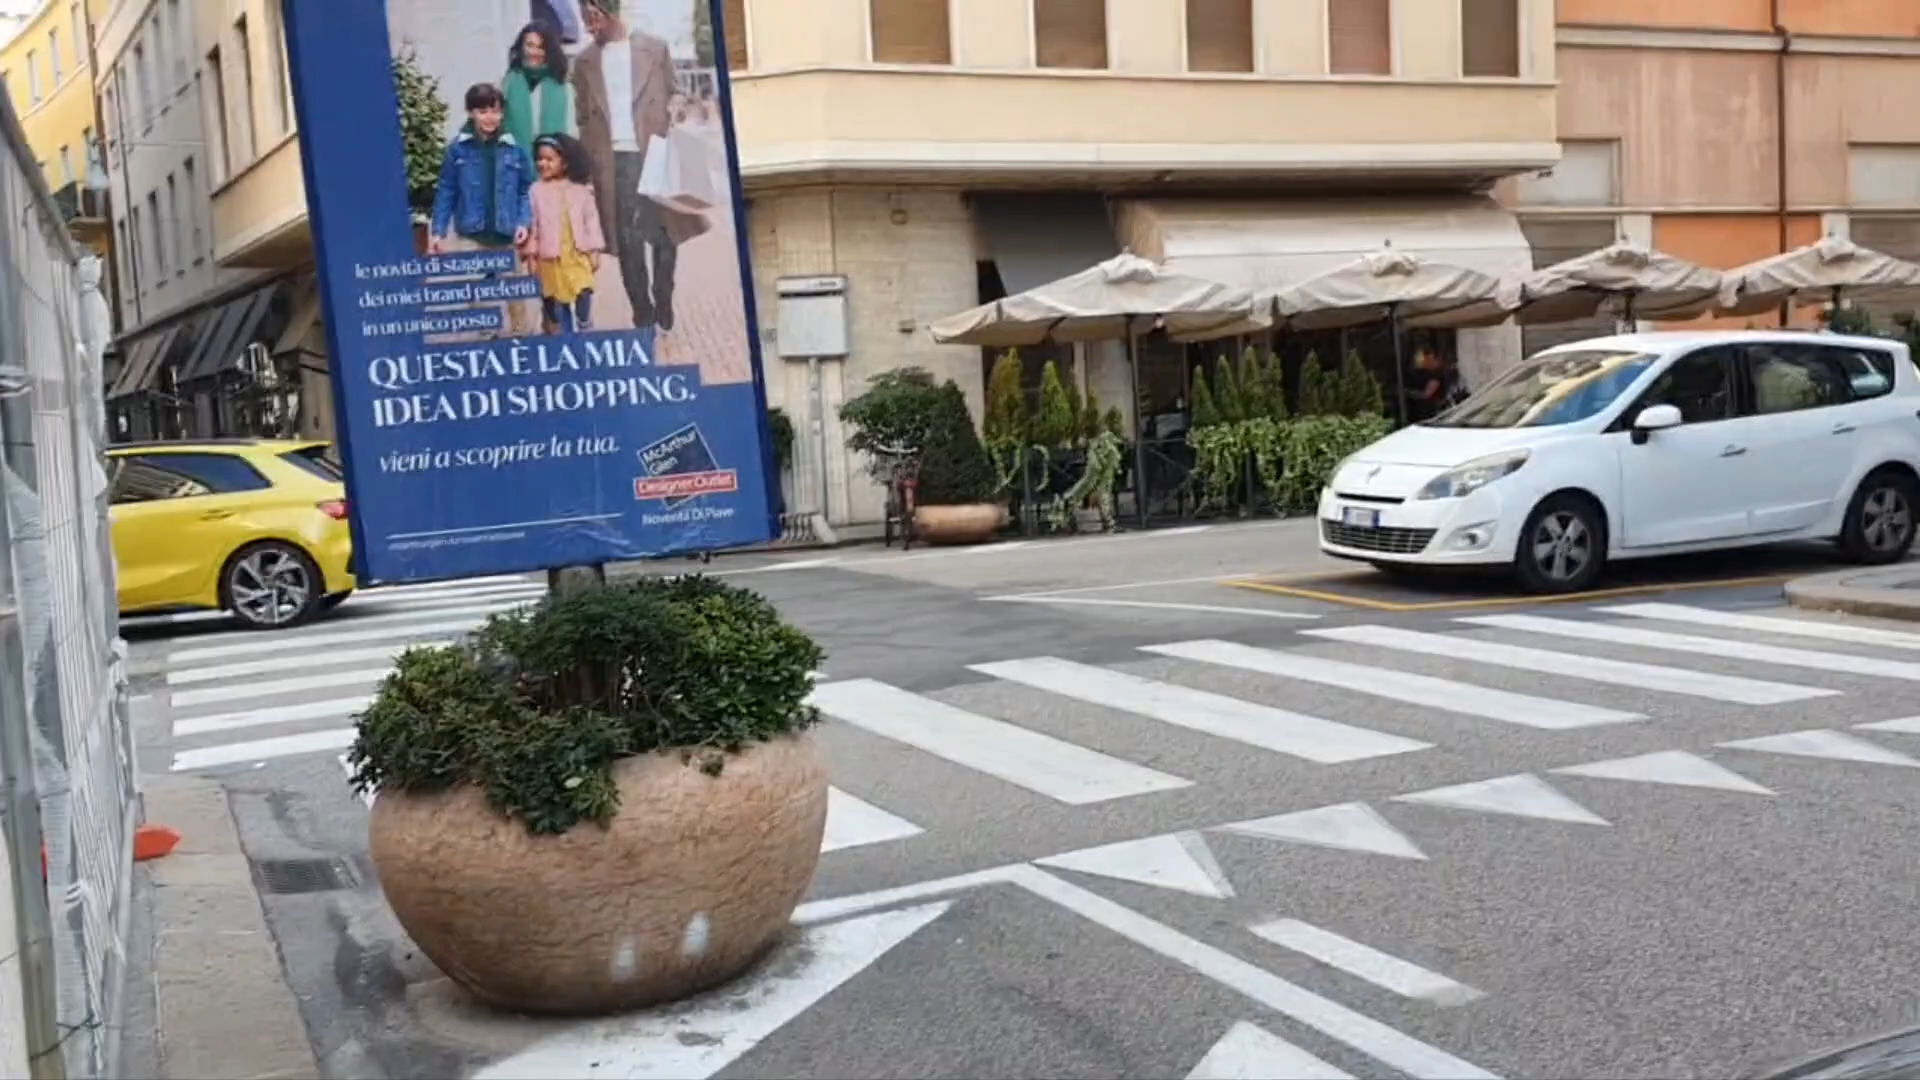 le novità di stagione
dei miei brand preferiti
in un unico posto
QUESTA È LA MIA
IDEA DI SHOPPING.
vieni a scoprire la tua.
McArthur
Glen
Designer Outlet
Noventa Di Piave